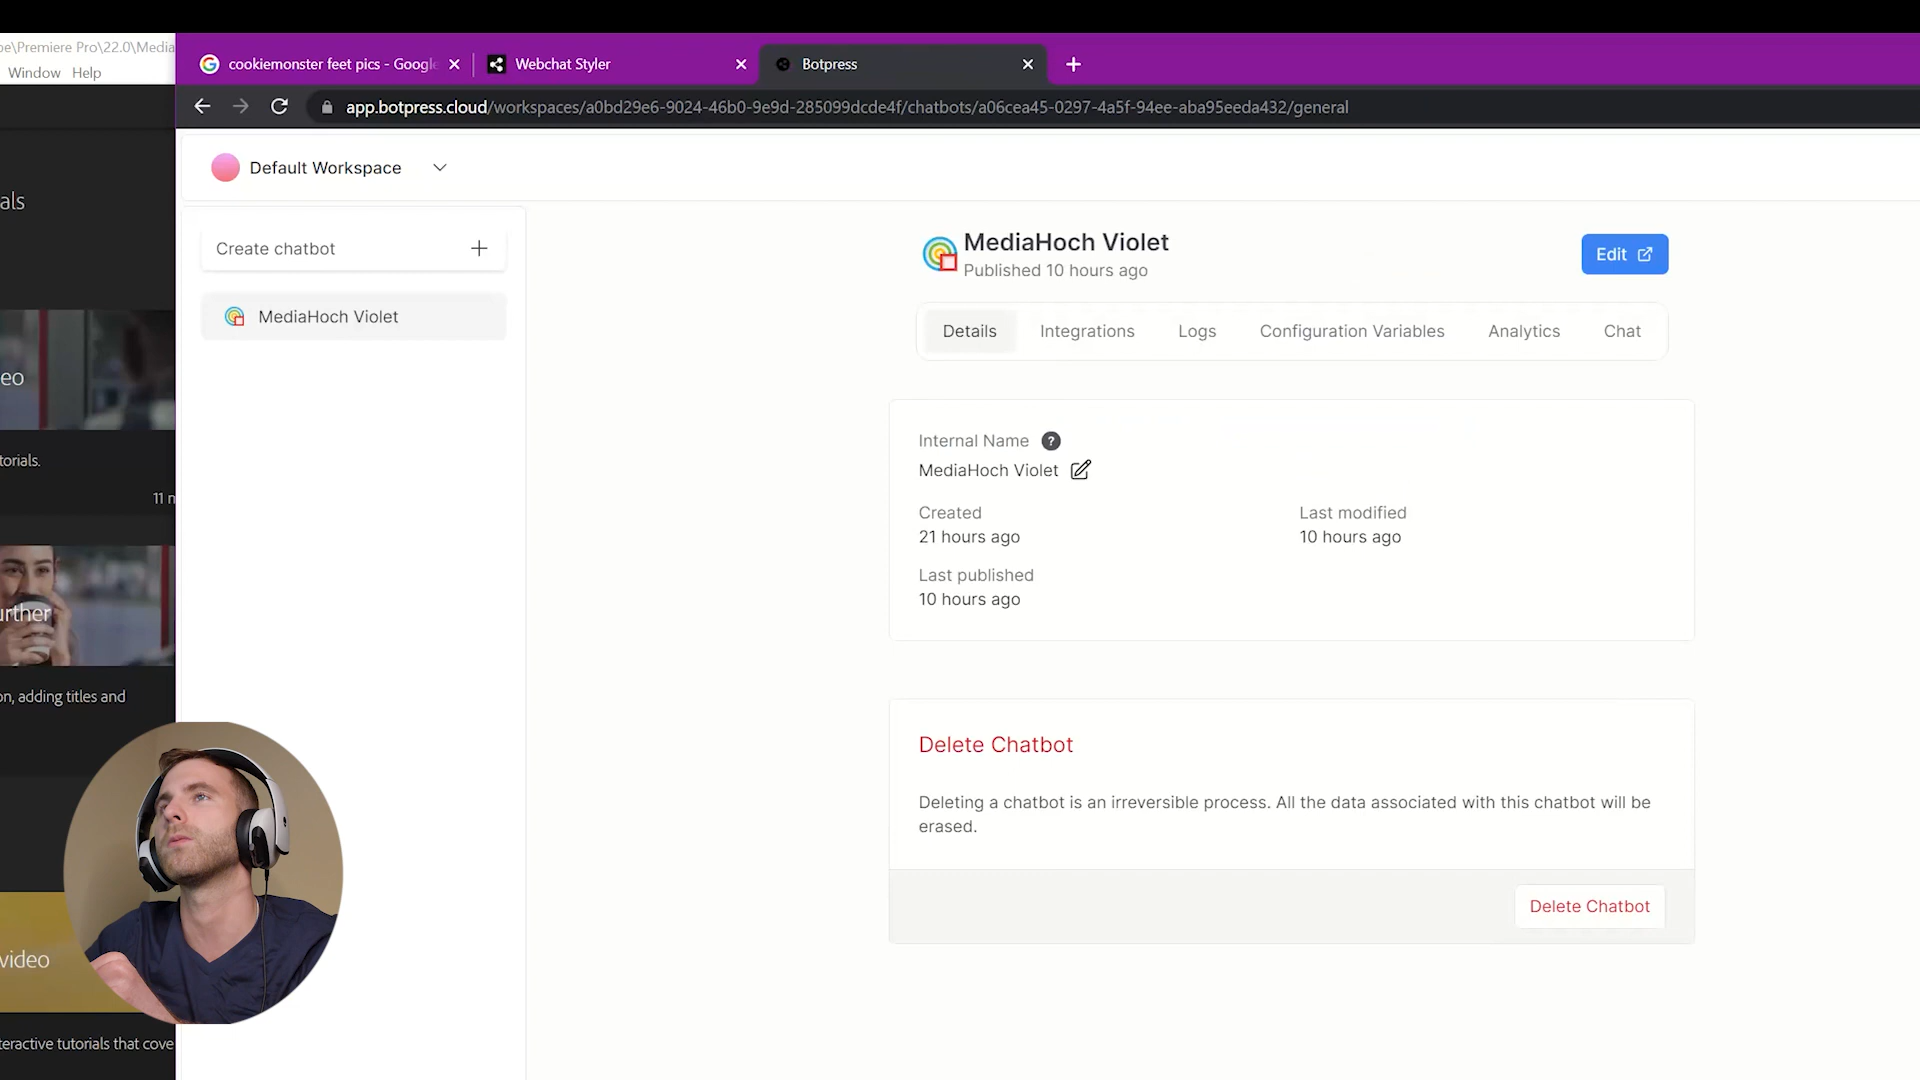 oe\Premiere Pro\22.0\Media
Window Help
cookiemonster feet pics - Google
Webchat Styler
Botpress
app.botpress.cloud/workspaces/a0bd29e6-9024-46b0-9e9d-285099dcde4f/chatbots/a06cea45-0297-4a5f-94ee-aba95eeda432/general
Default Workspace
als
Create chatbot
MediaHoch Violet
eo
torials.
11 m
urther
on, adding titles and
video
teractive tutorials that cove
MediaHoch Violet
Published 10 hours ago
Edit
Details Integrations Logs Configuration Variables Analytics Chat
Internal Name ?
MediaHoch Violet
Created
21 hours ago
Last modified
10 hours ago
Last published
10 hours ago
Delete Chatbot
Deleting a chatbot is an irreversible process. All the data associated with this chatbot will be
erased.
Delete Chatbot